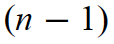 (n − 1)